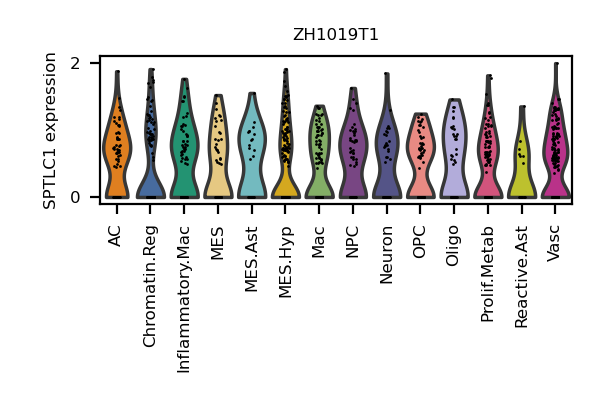 ZH1019T1
SPTLC1 expression
2
0
AC
Chromatin.Reg
Inflammatory.Mac
MES
MES.Ast
MES.Hyp
Mac
NPC
Neuron
OPC
Oligo
Prolif.Metab
Reactive.Ast
Vasc